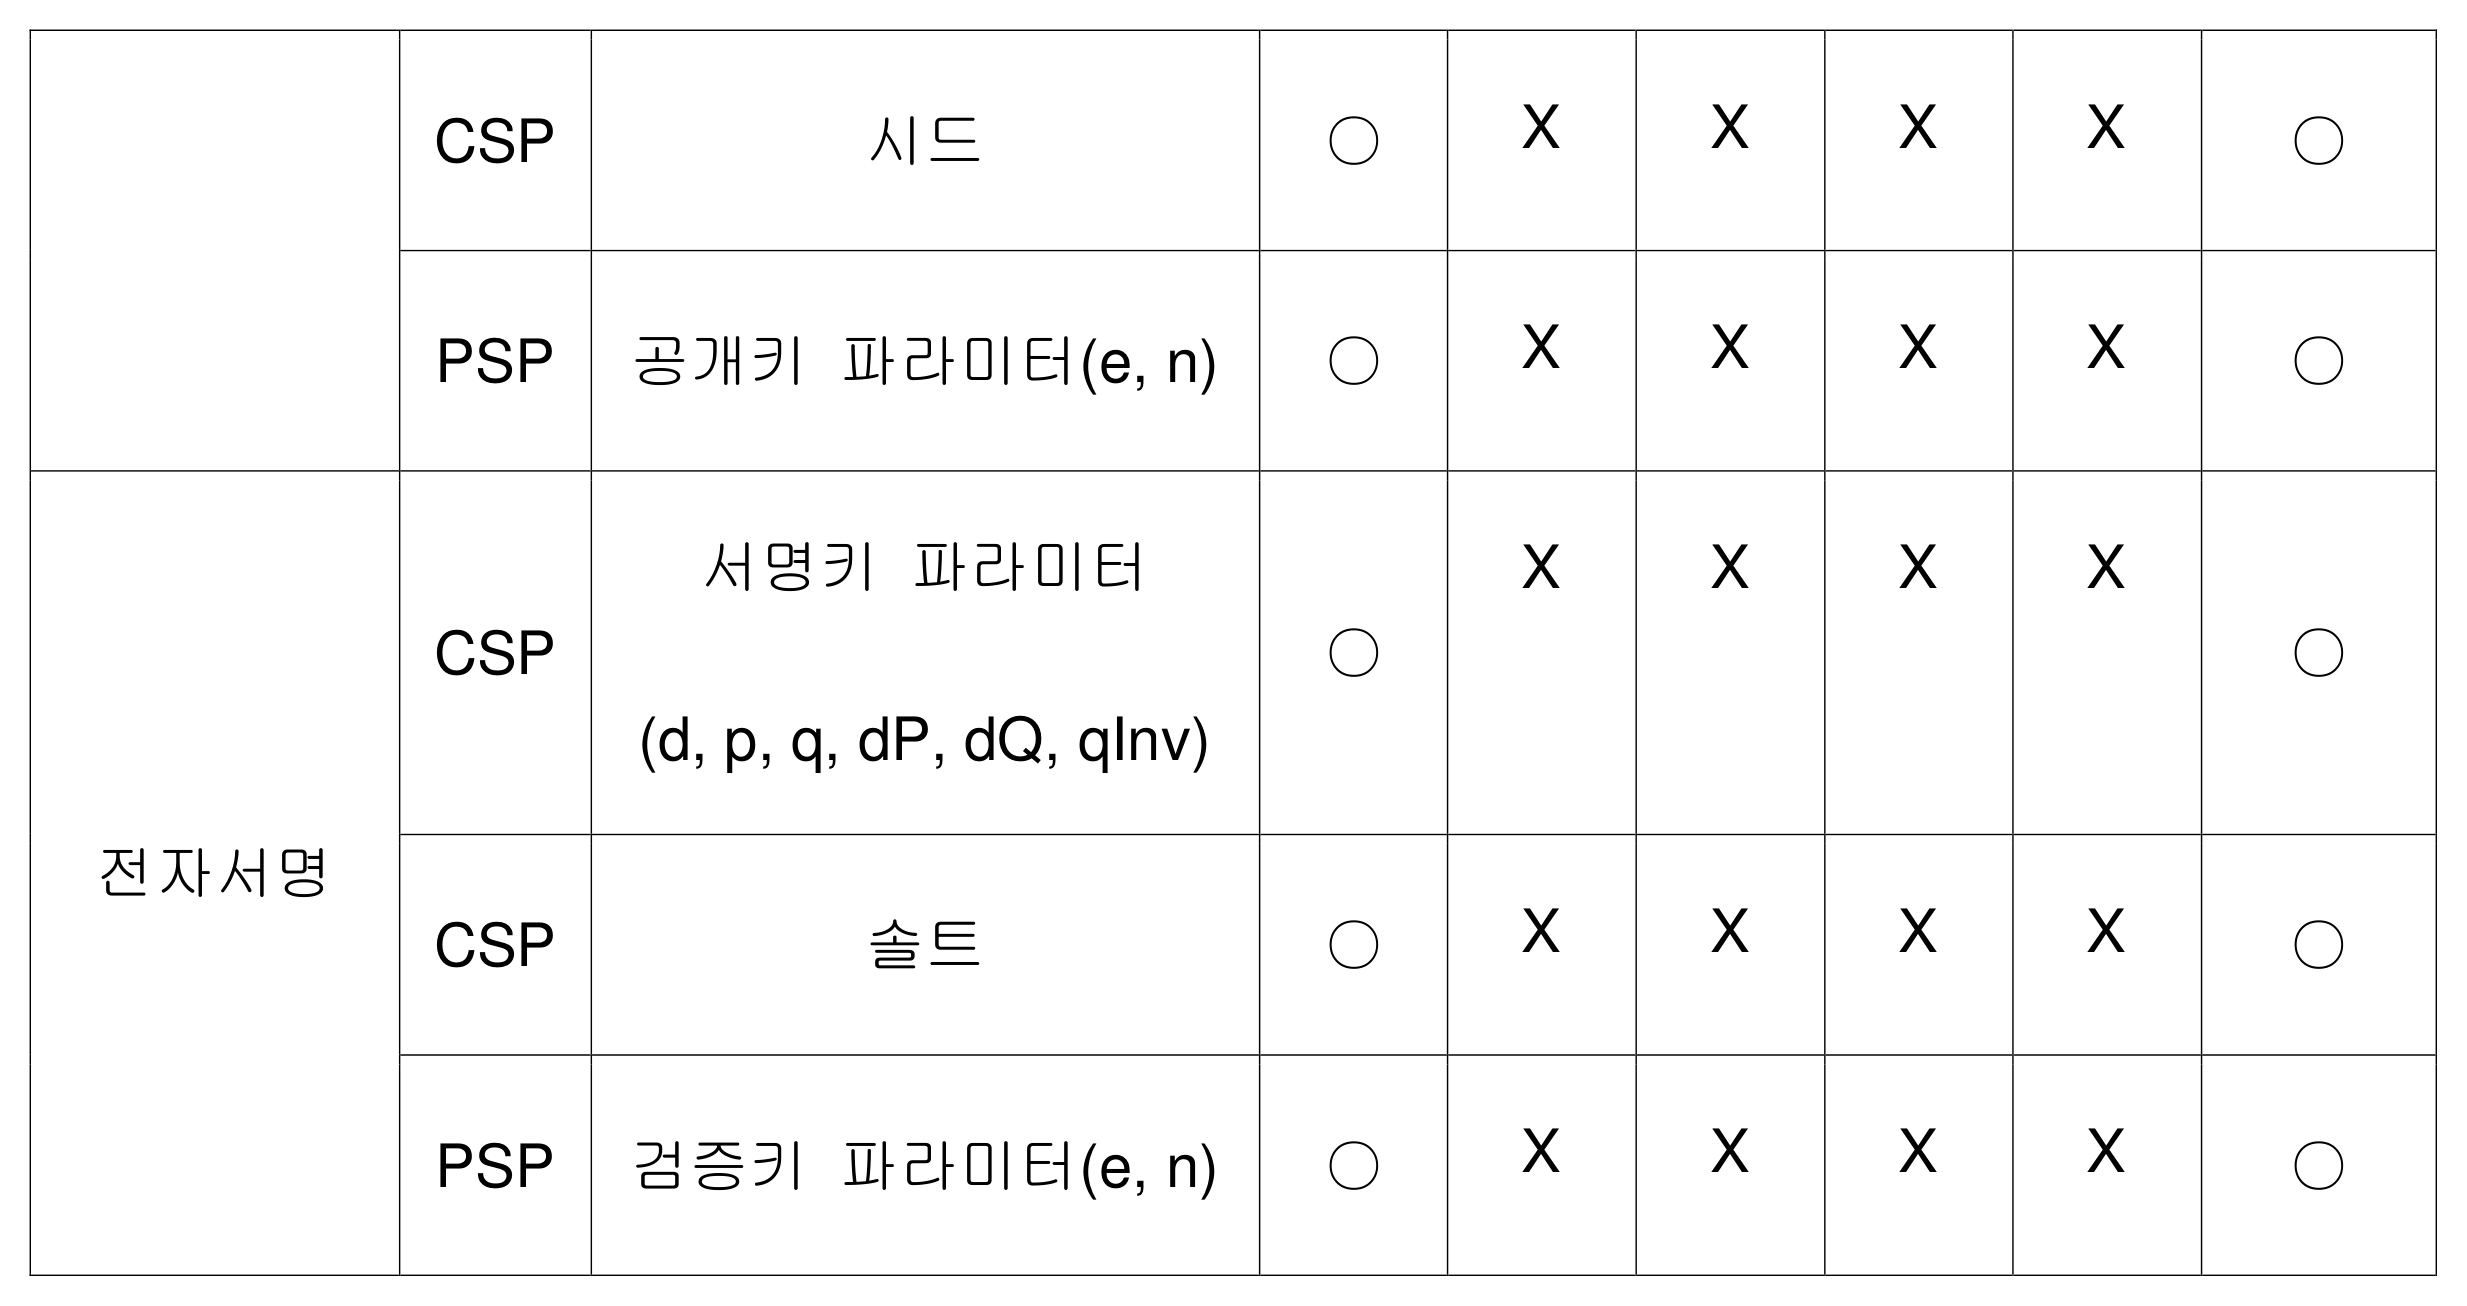 CSP 시드 ○ X X X X ○
PSP 공개키 파라미터(e, n) ○ X X X X ○
전자서명
CSP 서명키 파라미터
(d, p, q, dP, dQ, qInv) ○ X X X X ○
CSP 솔트 ○ X X X X ○
PSP 검증키 파라미터(e, n) ○ X X X X ○